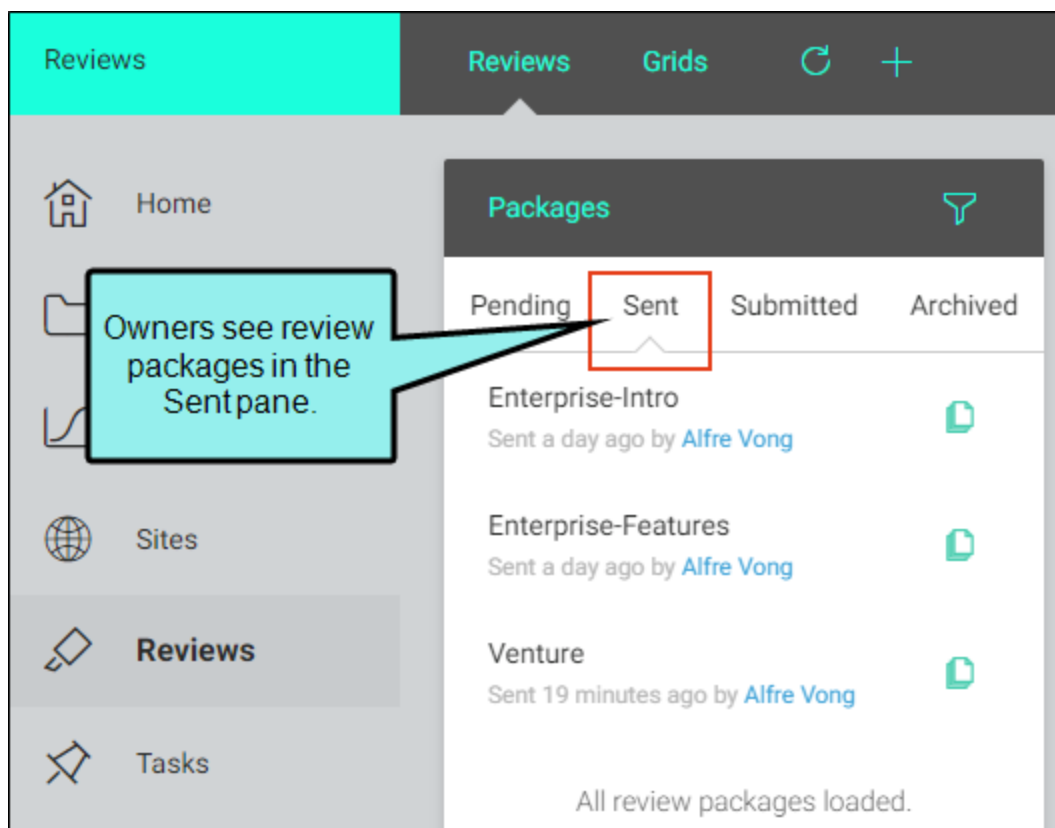 Reviews
Reviews Grids
Home
Packages
Pending Sent Submitted Archived
Owners see review
packages in the
Sent pane.
Enterprise-Intro
Sent a day ago by Alfre Vong
Enterprise-Features
Sent a day ago by Alfre Vong
Sites
Reviews
Venture
Sent 19 minutes ago by Alfre Vong
Tasks
All review packages loaded.